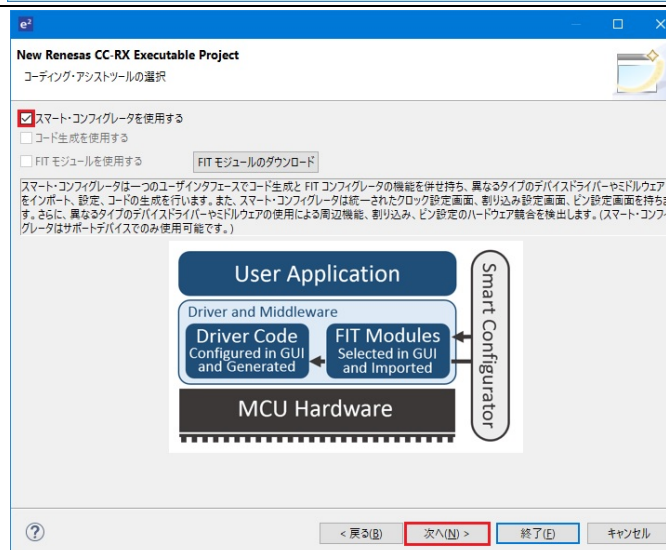 e²
New Renesas CC-RX Executable Project
コーディング・アシストツールの選択
スマート・コンフィグレータを使用する
コード生成を使用する
FIT モジュールを使用する
FIT モジュールのダウンロード
スマート・コンフィグレータは一つのユーザインタフェースでコード生成と FIT コンフィグレータの機能を併せ持ち、異なるタイプのデバイスドライバーやミドルウェア
をインポート、設定、コードの生成を行います。また、スマート・コンフィグレータは統一されたクロック設定画面、割り込み設定画面、ピン設定画面を持ちま
す。さらに、異なるタイプのデバイスドライバーやミドルウェアの使用による周辺機能、割り込み、ピン設定のハードウェア競合を検出します。(スマート・コンフィ
グレータはサポートデバイスでのみ使用可能です。)
User Application
Driver and Middleware
Driver Code
Configured in GUI
and Generated
FIT Modules
Selected in GUI
and Imported
MCU Hardware
Smart Configurator
< 戻る(B)
次へ(N) >
終了(F)
キャンセル